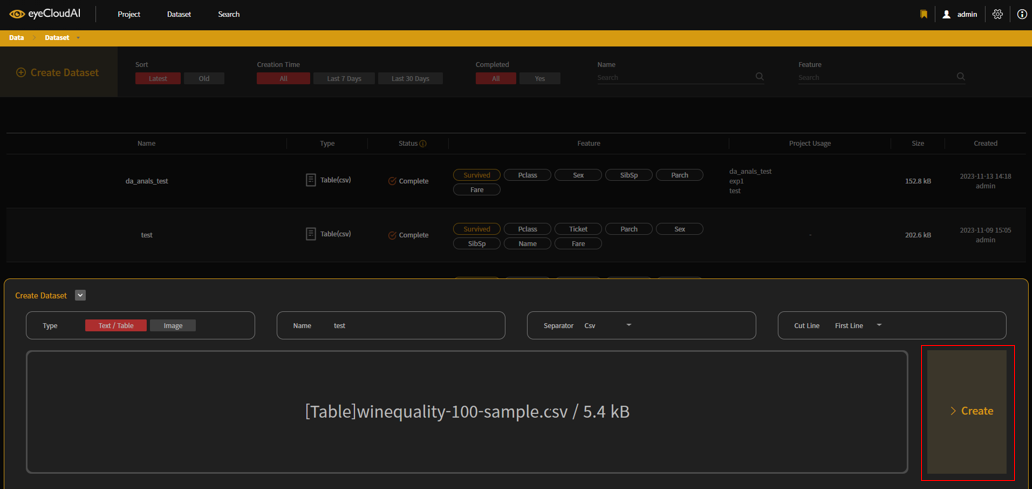 eyeCloudAI
Project
Dataset
Search
admin
Data
Dataset
Create Dataset
Sort
Latest
Old
Creation Time
All
Last 7 Days
Last 30 Days
Completed
All
Yes
Name
Search
Feature
Search
Name
Type
Status
Feature
Project Usage
Size
Created
da_anals_test
Table(csv)
Complete
Survived
Pclass
Sex
SibSp
Parch
Fare
da_anals_test
exp1
test
152.8 kB
2023-11-13 14:18
admin
test
Table(csv)
Complete
Survived
Pclass
Ticket
Parch
Sex
SibSp
Name
Fare
-
202.6 kB
2023-11-09 15:05
admin
Create Dataset
Type
Text / Table
Image
Name
test
Separator
Csv
Cut Line
First Line
[Table]winequality-100-sample.csv / 5.4 kB
Create